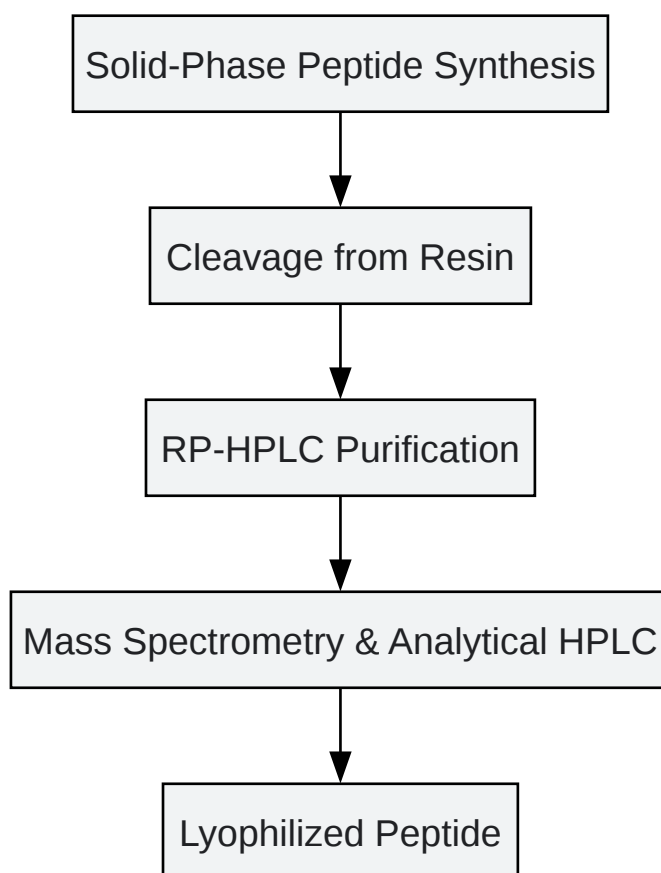 Solid-Phase Peptide Synthesis
Cleavage from Resin
RP-HPLC Purification
Mass Spectrometry & Analytical HPLC
Lyophilized Peptide